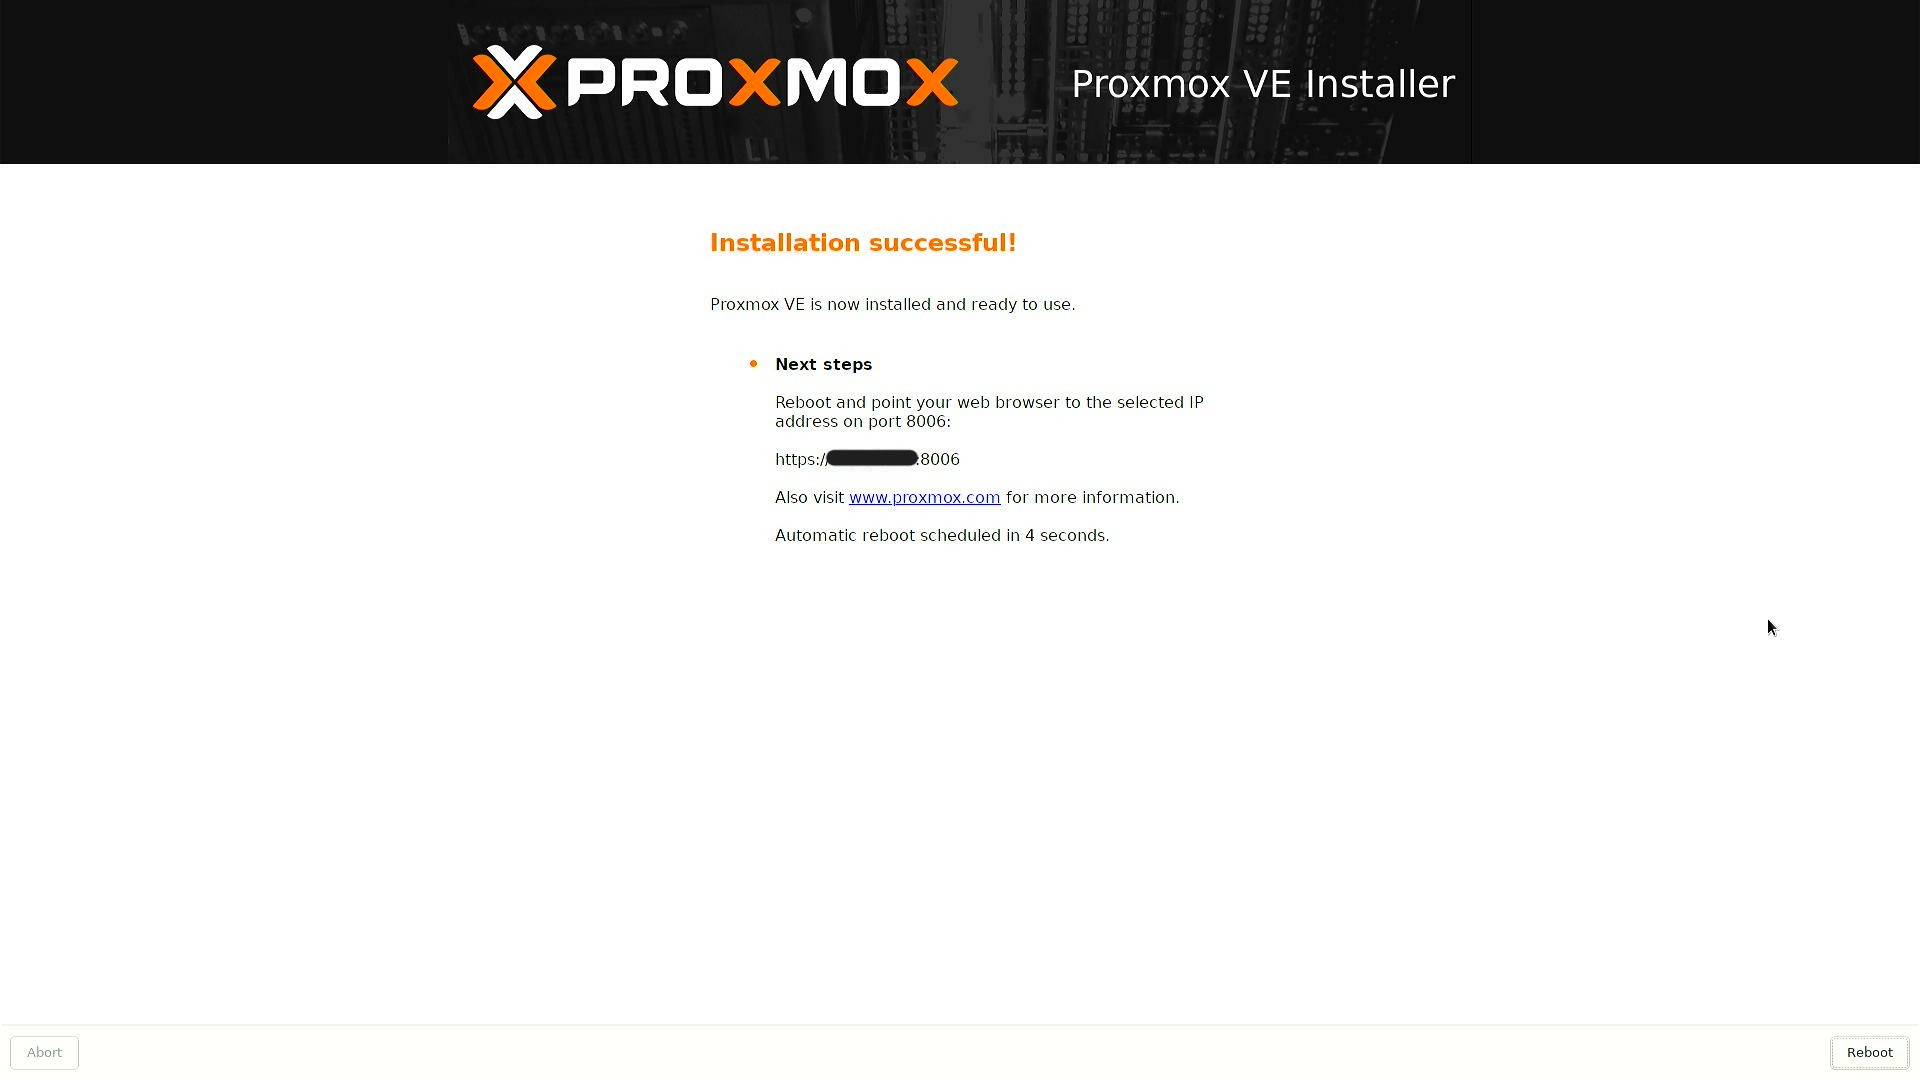 PROXMOX
Proxmox VE Installer
Installation successful!
Proxmox VE is now installed and ready to use.
Next steps
Reboot and point your web browser to the selected IP
address on port 8006:
https://:8006
Also visit www.proxmox.com for more information.
Automatic reboot scheduled in 4 seconds.
Abort
Reboot